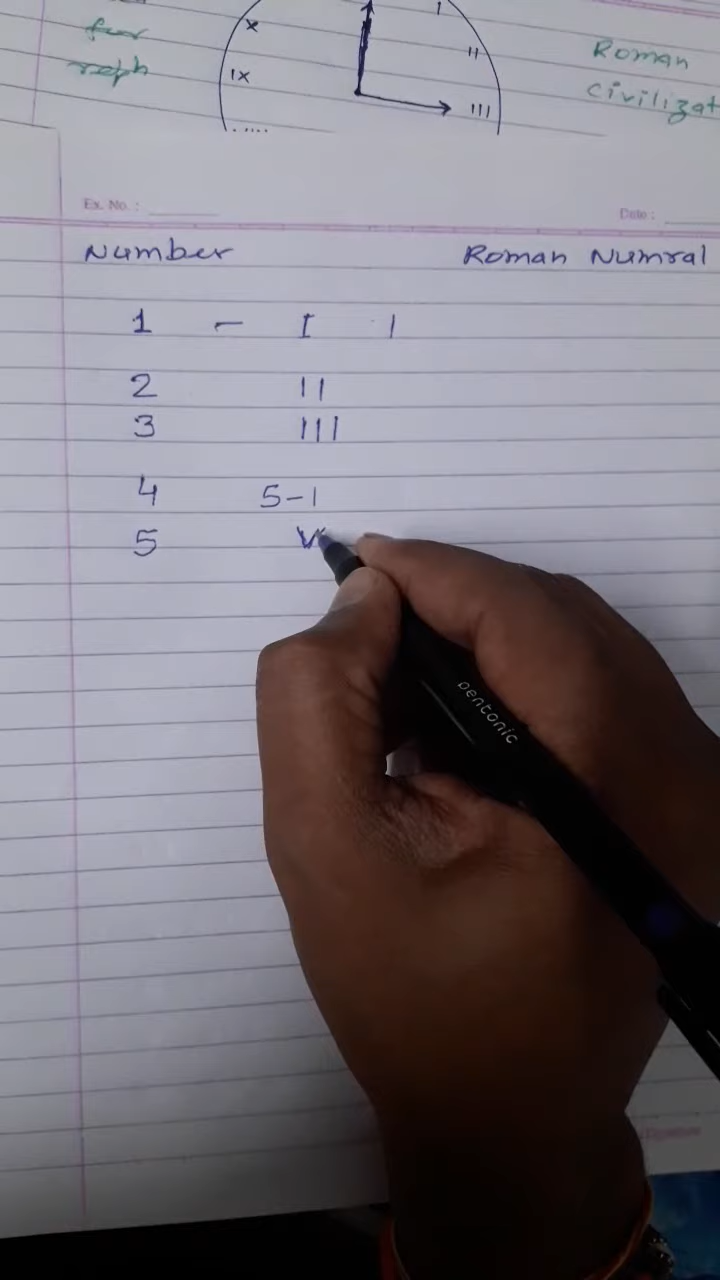 x
I
for
II
Roman
reph
IX
III
Civilizat
Ex. No. :
Date :
Number Roman Numral
1 - I I
2 II
3 III
4 5-1
5 V
pentonic